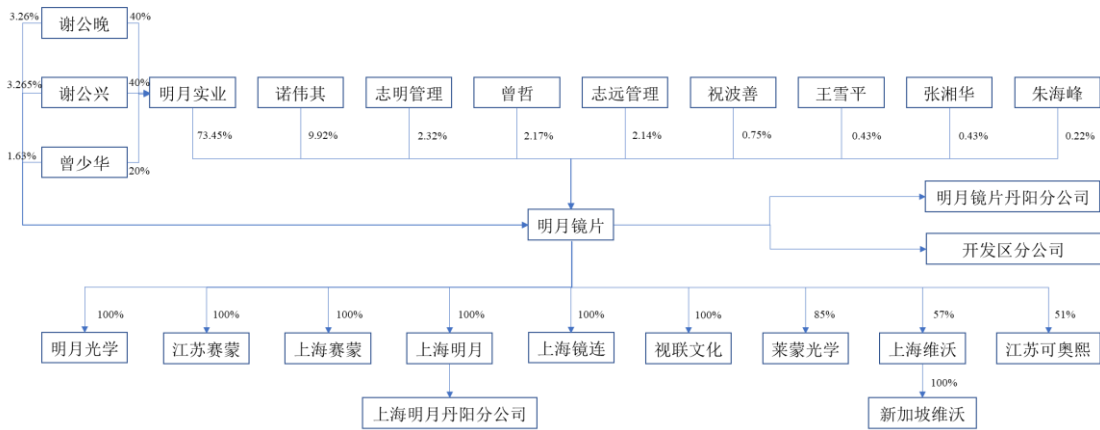 3.26%
谢公晚
40%
3.265%
谢公兴
40%
1.63%
曾少华
20%
明月实业
诺伟其
志明管理
曾哲
志远管理
祝波善
王雪平
张湘华
朱海峰
73.45%
9.92%
2.32%
2.17%
2.14%
0.75%
0.43%
0.43%
0.22%
明月镜片
明月镜片丹阳分公司
开发区分公司
100%
100%
100%
100%
100%
100%
85%
57%
51%
明月光学
江苏赛蒙
上海赛蒙
上海明月
上海镜连
视联文化
莱蒙光学
上海维沃
江苏可奥熙
100%
上海明月丹阳分公司
新加坡维沃